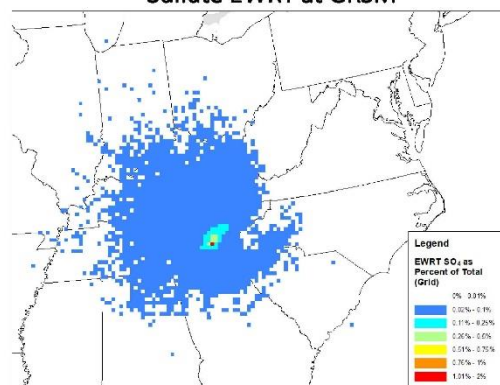 Sulfate EWRT at GRSM
Legend
EWRT SO₄ as
Percent of Total
(Grid)
0% - 0.01%
0.02% - 0.1%
0.11% - 0.25%
0.26% - 0.5%
0.51% - 0.75%
0.76% - 1%
1.01% - 2%